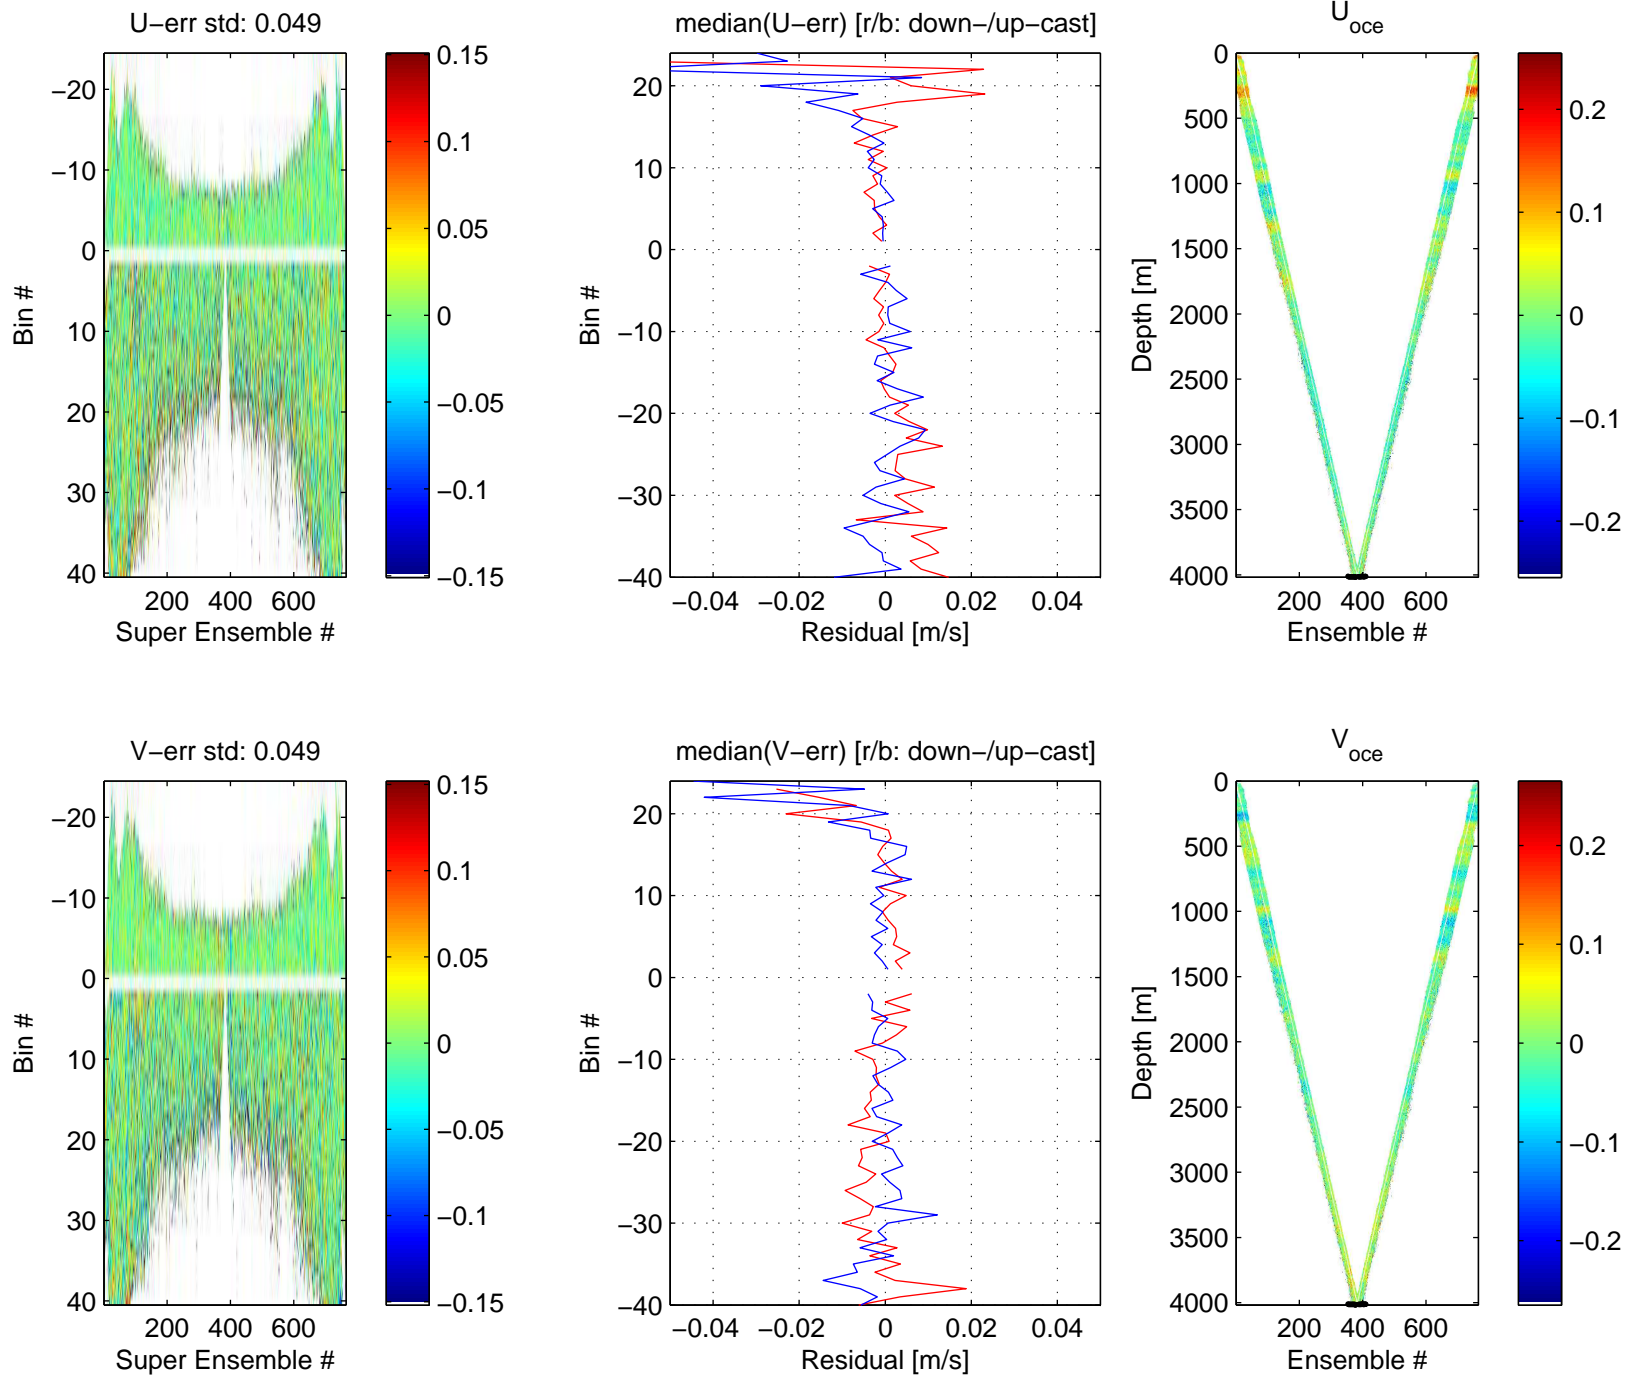 U−err std: 0.049
−20
−10
0
10
20
30
40
Bin #
200 400 600
Super Ensemble #
0.15
0.1
0.05
0
−0.05
−0.1
−0.15
median(U−err) [r/b: down−/up−cast]
20
10
0
−10
−20
−30
−40
Bin #
−0.04 −0.02 0 0.02 0.04
Residual [m/s]
U_oce
0
500
1000
1500
2000
2500
3000
3500
4000
Depth [m]
200 400 600
Ensemble #
0.2
0.1
0
−0.1
−0.2
V−err std: 0.049
−20
−10
0
10
20
30
40
Bin #
200 400 600
Super Ensemble #
0.15
0.1
0.05
0
−0.05
−0.1
−0.15
median(V−err) [r/b: down−/up−cast]
20
10
0
−10
−20
−30
−40
Bin #
−0.04 −0.02 0 0.02 0.04
Residual [m/s]
V_oce
0
500
1000
1500
2000
2500
3000
3500
4000
Depth [m]
200 400 600
Ensemble #
0.2
0.1
0
−0.1
−0.2